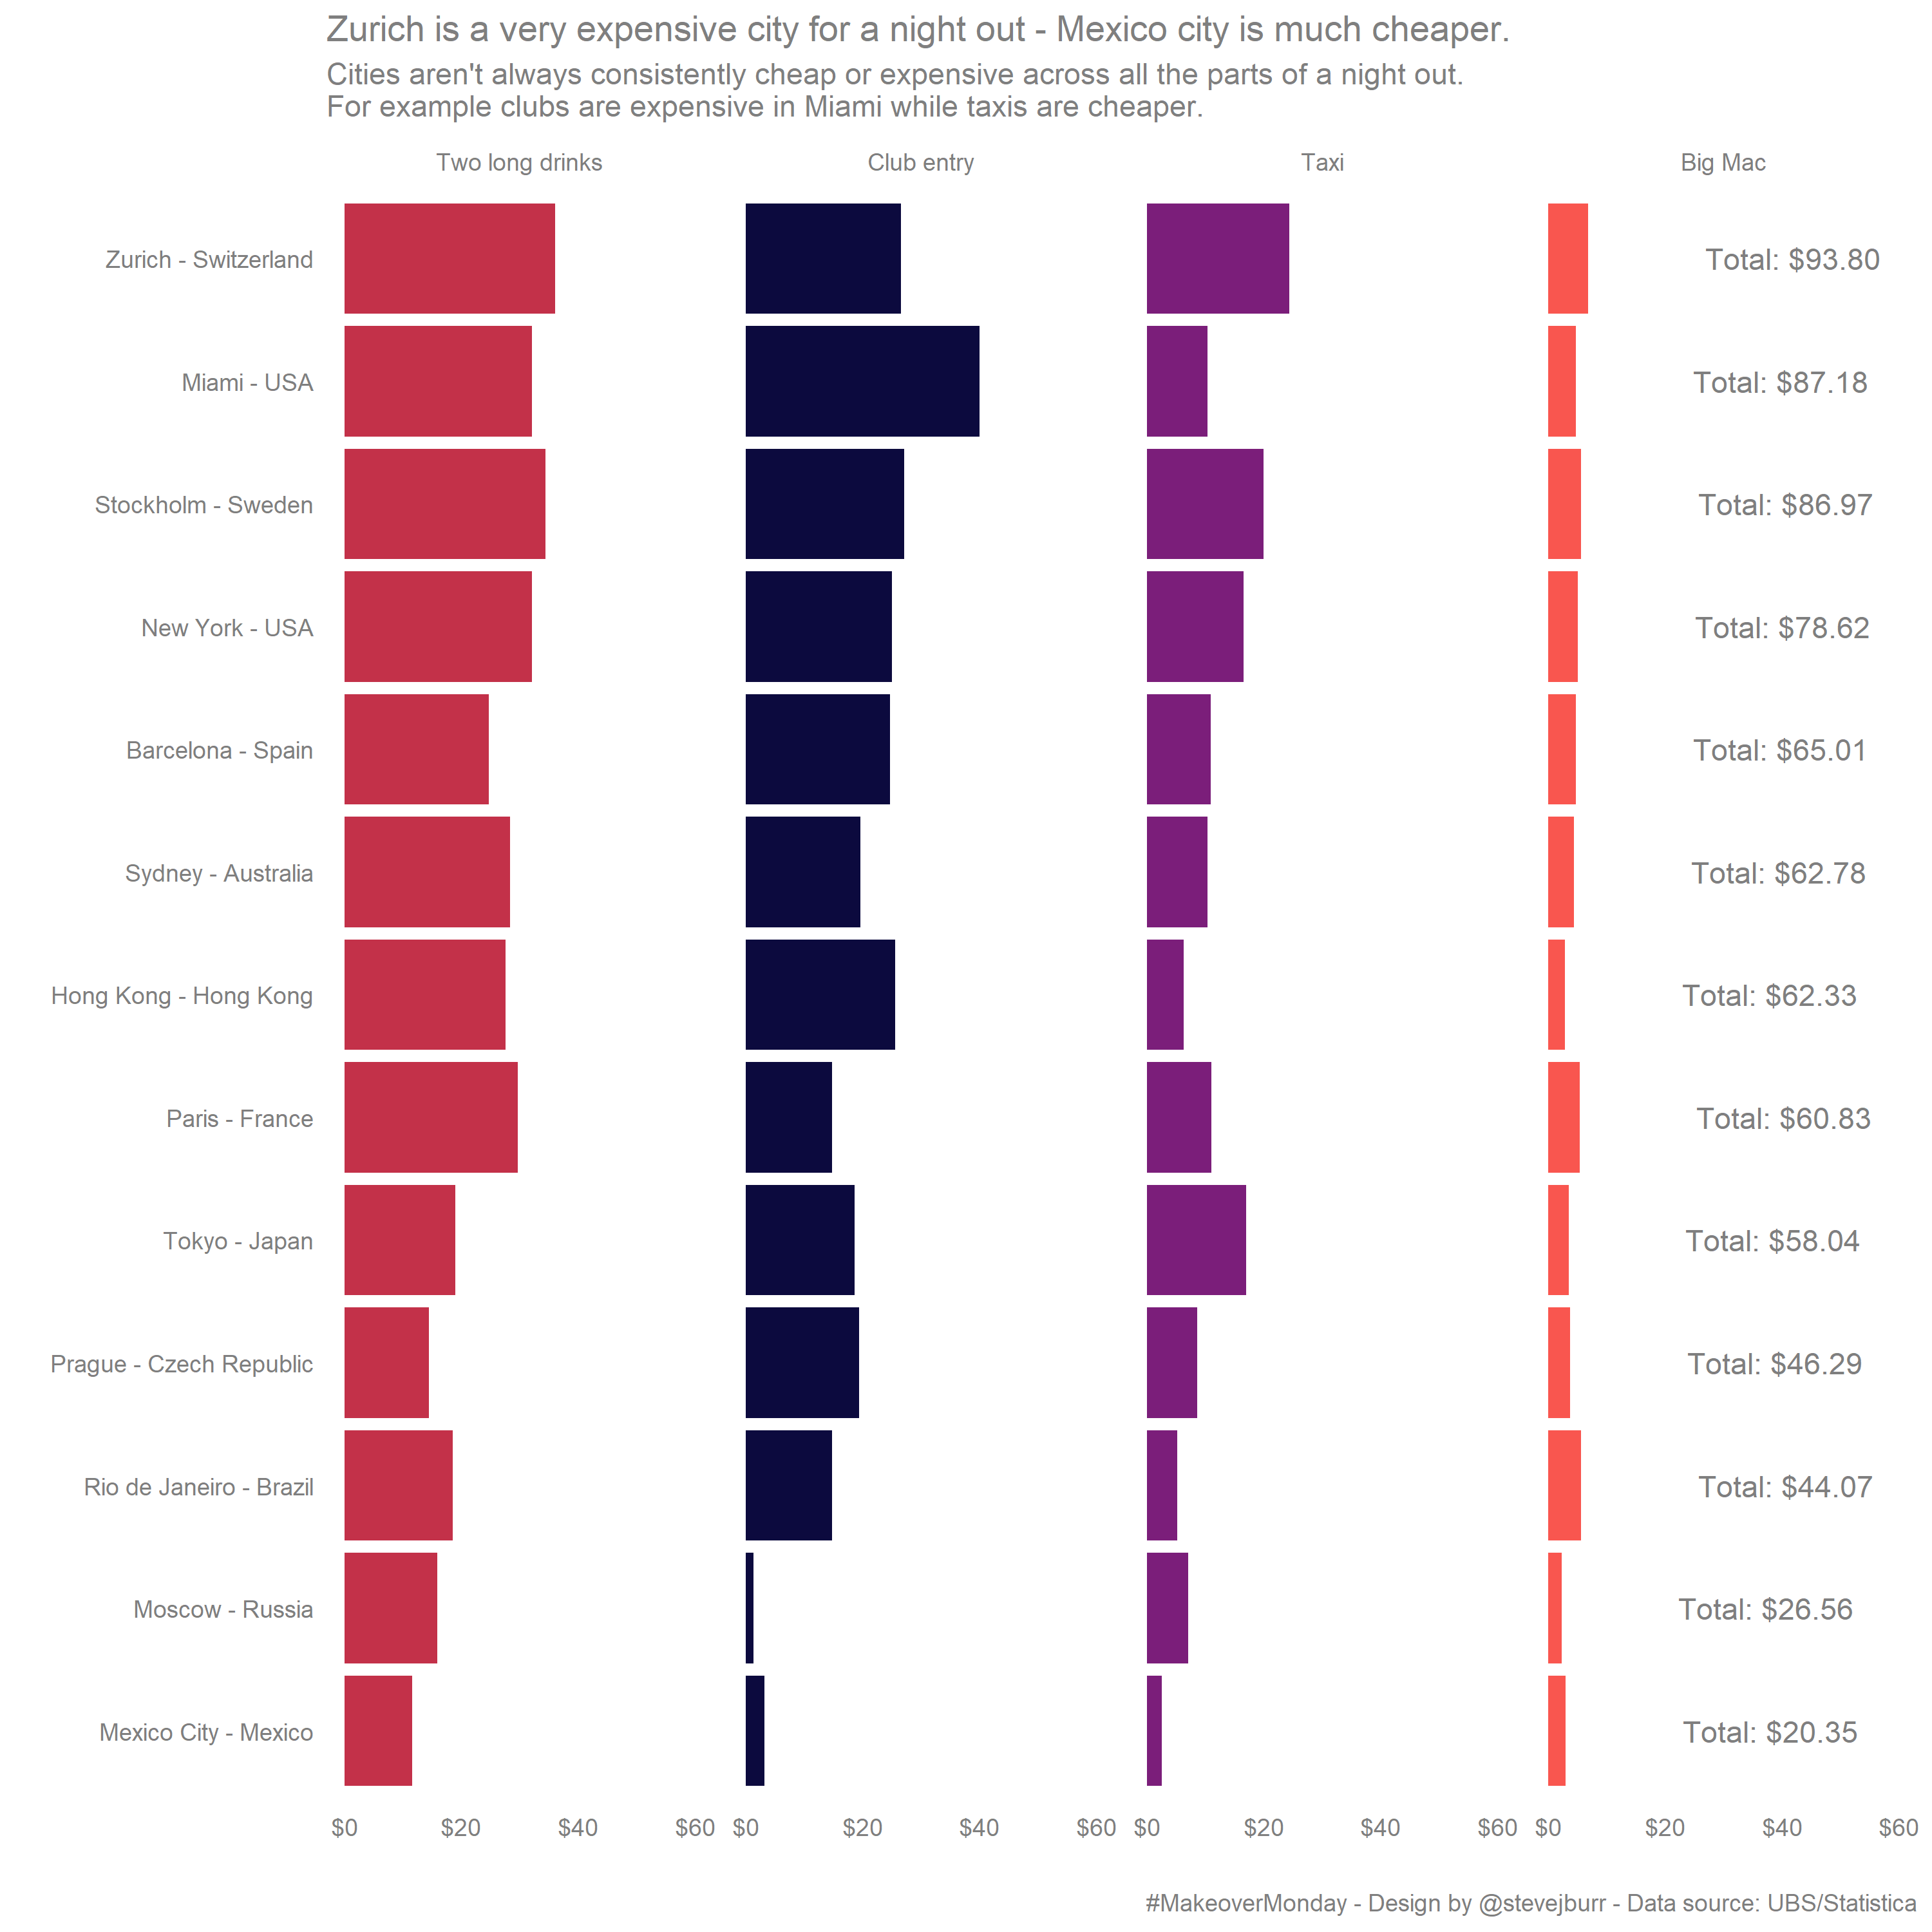 Zurich is a very expensive city for a night out - Mexico city is much cheaper.
Cities aren't always consistently cheap or expensive across all the parts of a night out.
For example clubs are expensive in Miami while taxis are cheaper.
Two long drinks Club entry Taxi Big Mac
Zurich - Switzerland Total: $93.80
Miami - USA Total: $87.18
Stockholm - Sweden Total: $86.97
New York - USA Total: $78.62
Barcelona - Spain Total: $65.01
Sydney - Australia Total: $62.78
Hong Kong - Hong Kong Total: $62.33
Paris - France Total: $60.83
Tokyo - Japan Total: $58.04
Prague - Czech Republic Total: $46.29
Rio de Janeiro - Brazil Total: $44.07
Moscow - Russia Total: $26.56
Mexico City - Mexico Total: $20.35
$0 $20 $40 $60 $0 $20 $40 $60 $0 $20 $40 $60 $0 $20 $40 $60
#MakeoverMonday - Design by @stevejburr - Data source: UBS/Statistica